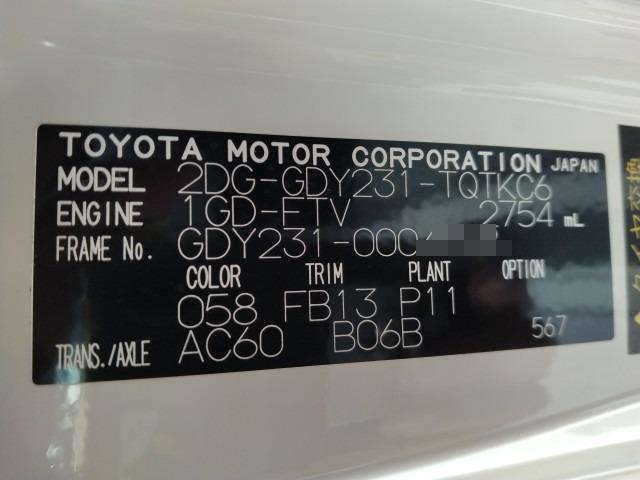 TOYOTA MOTOR CORPORATION JAPAN
MODEL 2DG-GDY231-TQTKC6
ENGINE 1GD-FTV 2754 mL
FRAME No. GDY231-000
COLOR TRIM PLANT OPTION
058 FB13 P11
TRANS./AXLE AC60 B06B 567